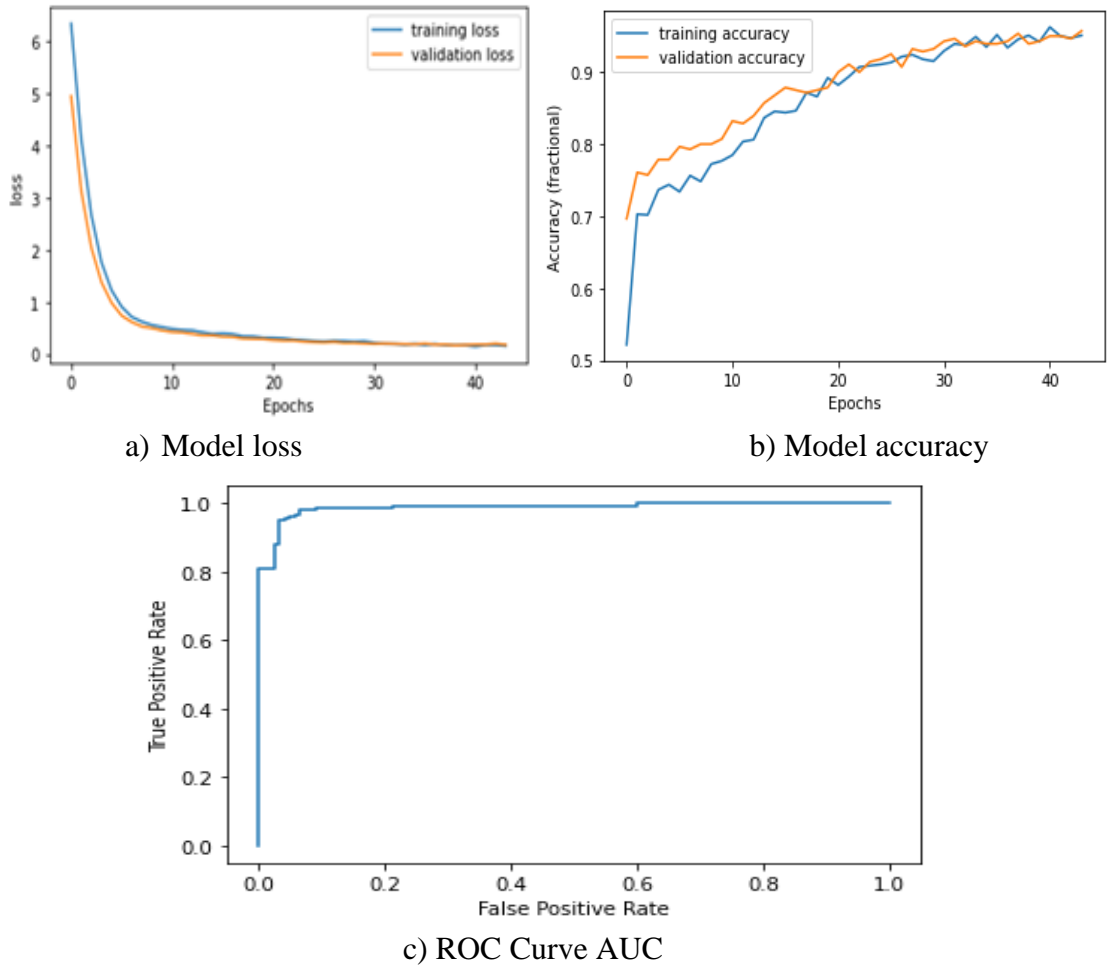 training loss
validation loss
6
5
4
3
2
1
0
loss
0 10 20 30 40
Epochs
a) Model loss
training accuracy
validation accuracy
0.9
0.8
0.7
0.6
0.5
Accuracy (fractional)
0 10 20 30 40
Epochs
b) Model accuracy
1.0
0.8
0.6
0.4
0.2
0.0
True Positive Rate
0.0 0.2 0.4 0.6 0.8 1.0
False Positive Rate
c) ROC Curve AUC